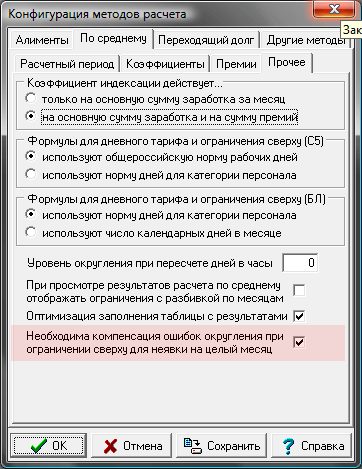 Конфигурация методов расчета
Зак
Алименты
По среднему
Переходящий долг
Другие методы
Расчетный период
Коэффициенты
Премии
Прочее
Коэффициент индексации действует...
только на основную сумму заработка за месяц
на основную сумму заработка и на сумму премий
Формулы для дневного тарифа и ограничения сверху (С5)
используют общероссийскую норму рабочих дней
используют норму дней для категории персонала
Формулы для дневного тарифа и ограничения сверху (БЛ)
используют норму дней для категории персонала
используют число календарных дней в месяце
Уровень округления при пересчете дней в часы
0
При просмотре результатов расчета по среднему
отображать ограничения с разбивкой по месяцам
Оптимизация заполнения таблицы с результатами
Необходима компенсация ошибок округления при
ограничении сверху для неявки на целый месяц
OK
Отмена
Сохранить
? Справка